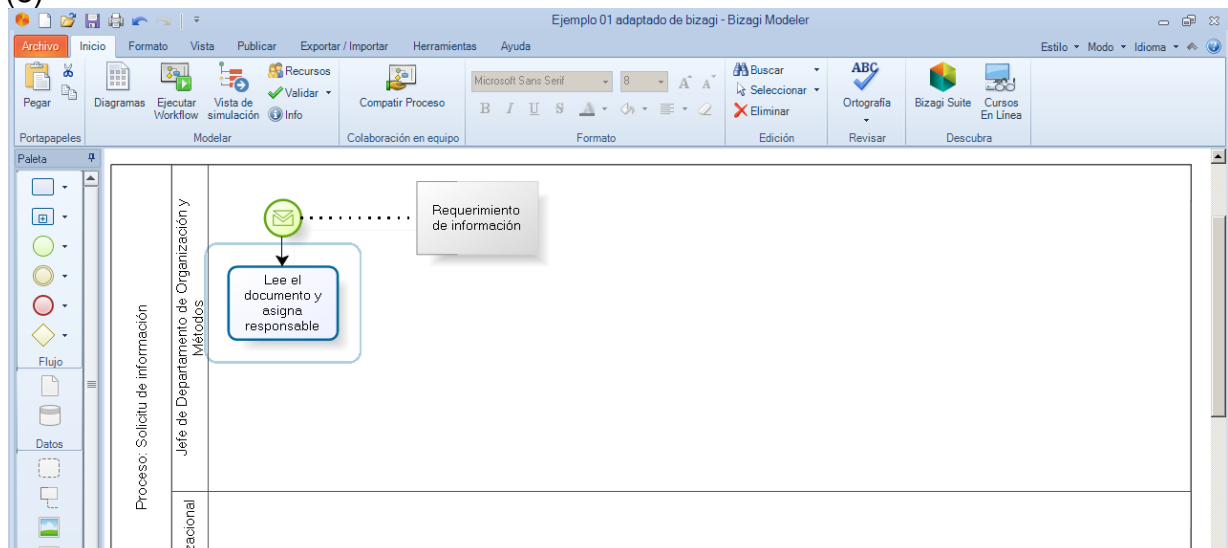 Ejemplo 01 adaptado de bizagi - Bizagi Modeler
Archivo Inicio Formato Vista Publicar Exportar / Importar Herramientas Ayuda Estilo Modo Idioma
Pegar
Portapapeles
Diagramas
Ejecutar
Workflow
Vista de
simulación
Recursos
Validar
Info
Modelar
Compatir Proceso
Colaboración en equipo
Microsoft Sans Serif 8 A A
B I U S A
Formato
Buscar
Seleccionar
Eliminar
Edición
ABC
Ortografía
Revisar
Bizagi Suite
Cursos
En Línea
Descubra
Paleta
Flujo
Datos
Proceso: Solicitu de información
Jefe de Departamento de Organización y
Métodos
Requerimiento
de información
Lee el
documento y
asigna
responsable